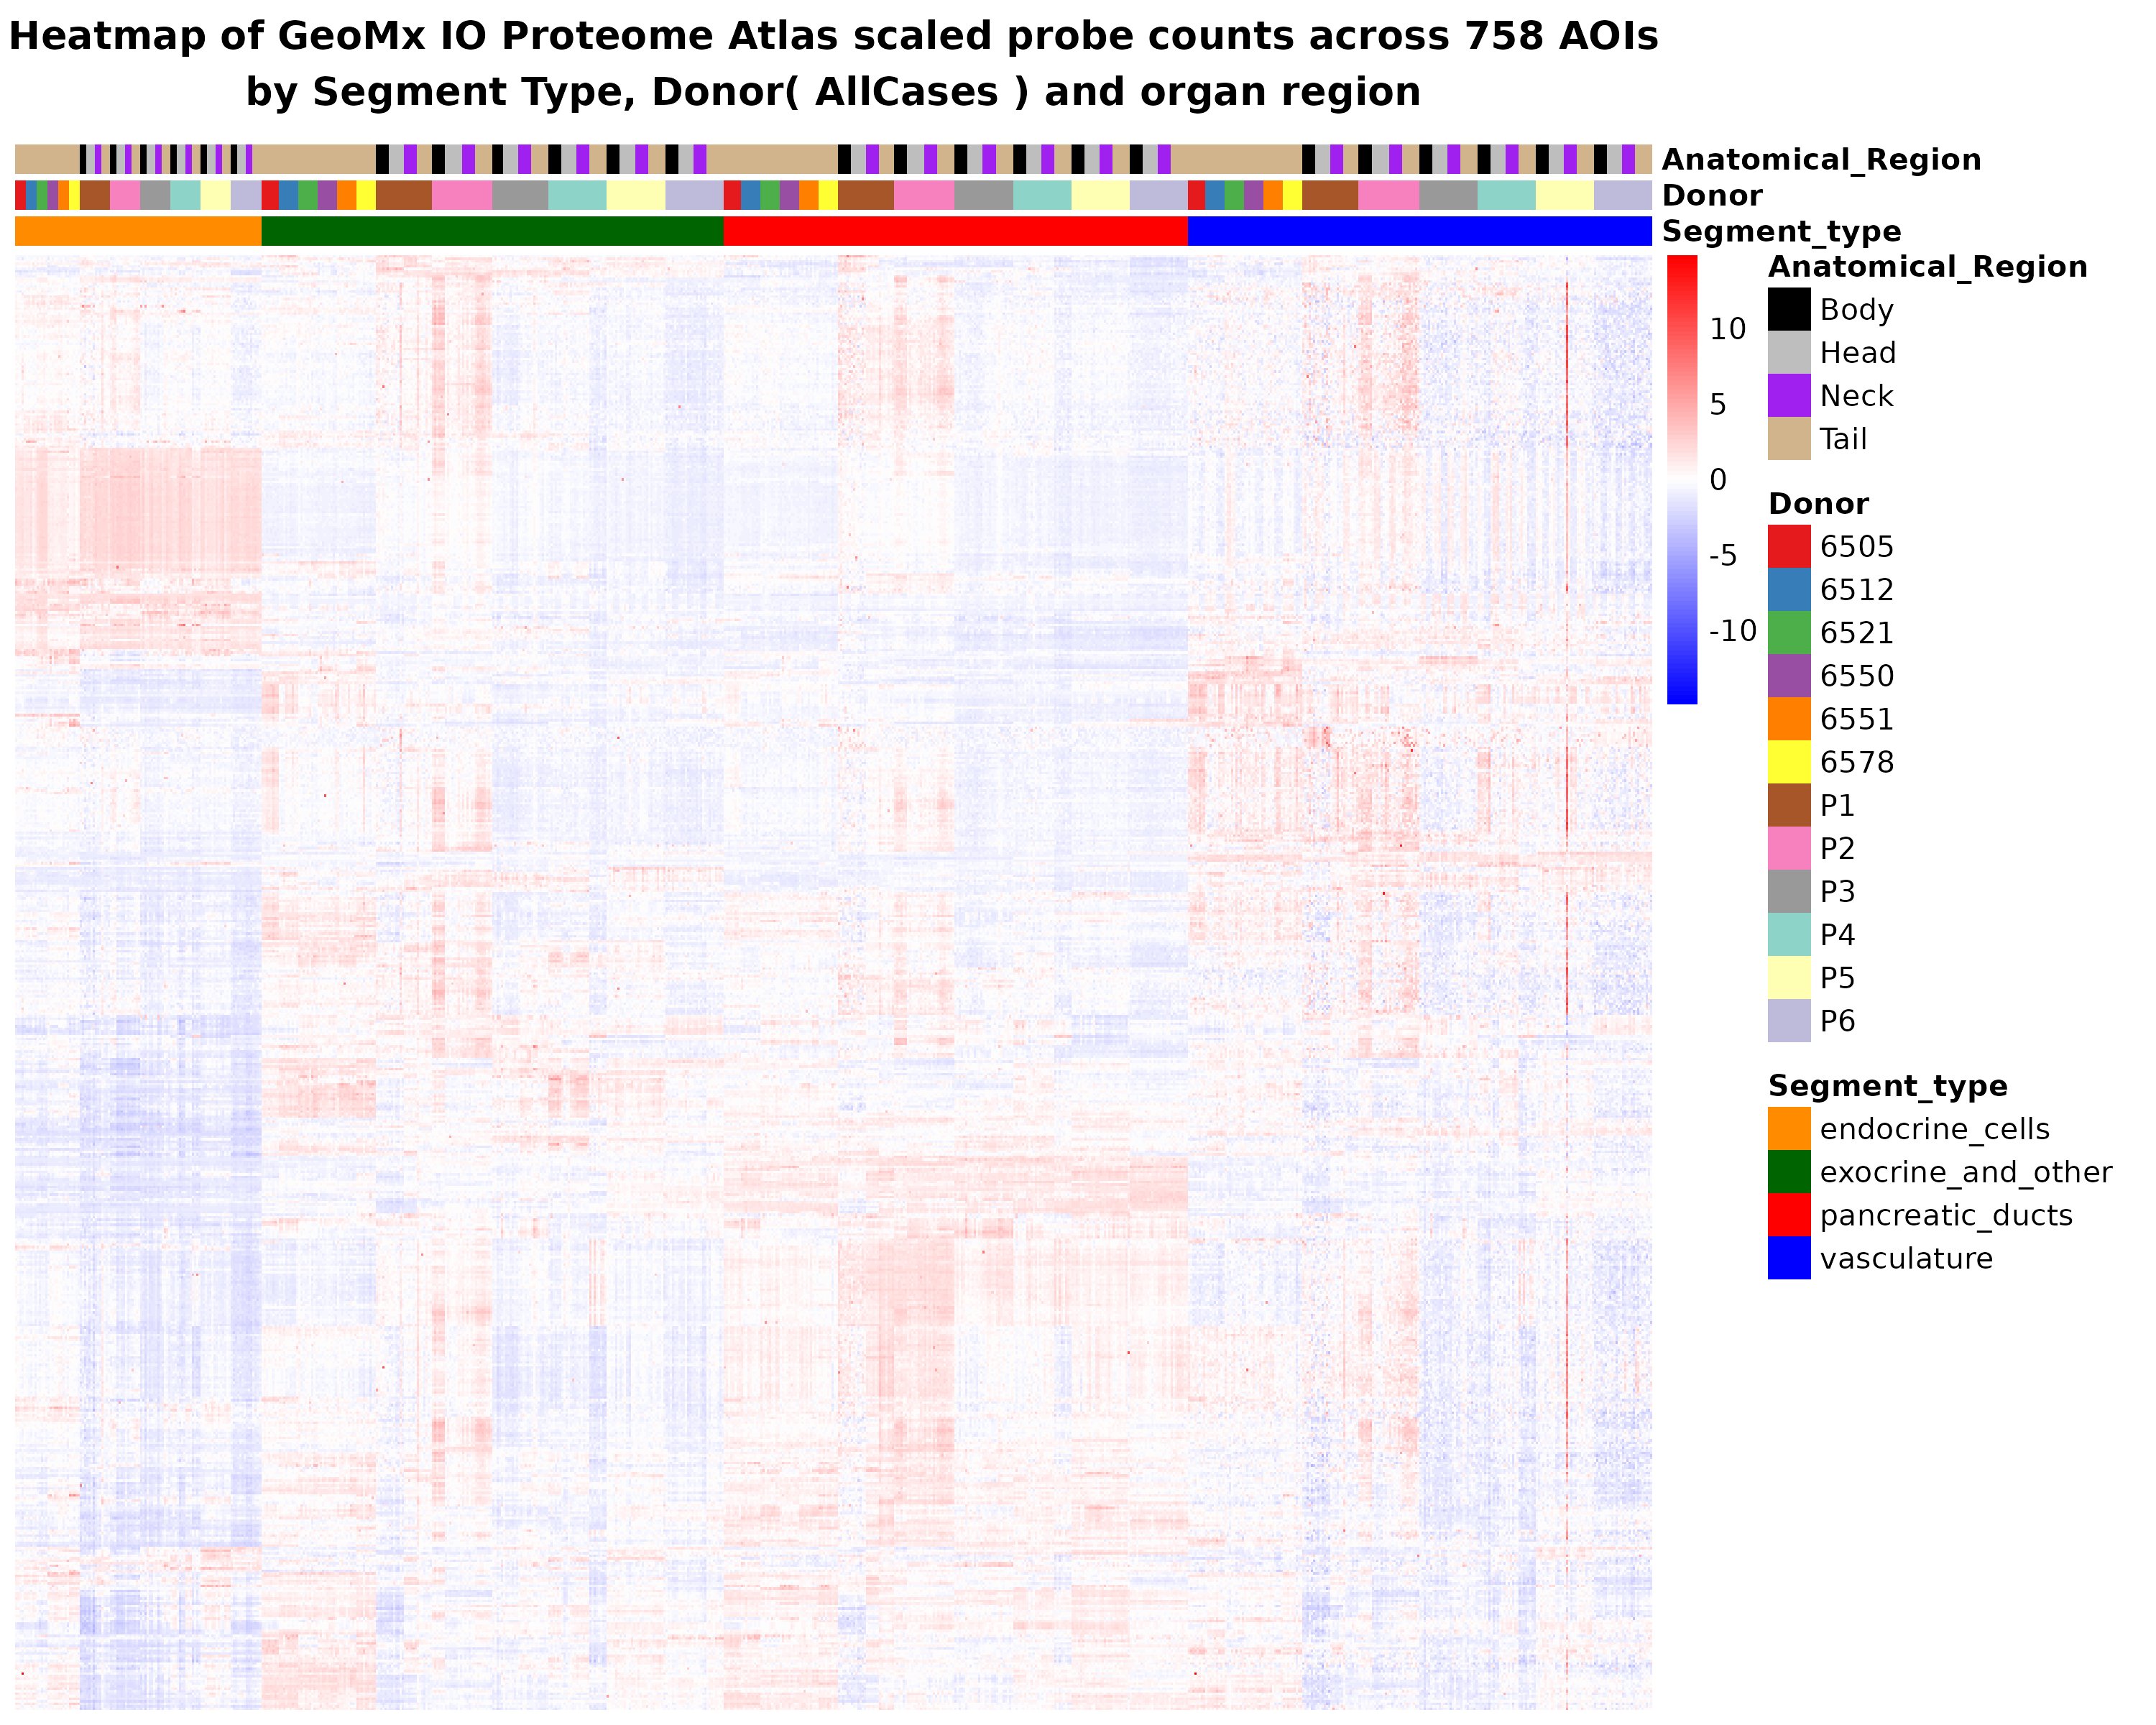 Heatmap of GeoMx IO Proteome Atlas scaled probe counts across 758 AOIs
by Segment Type, Donor( AllCases ) and organ region
Anatomical_Region
Donor
Segment_type
10
5
0
-5
-10
Anatomical_Region
Body
Head
Neck
Tail
Donor
6505
6512
6521
6550
6551
6578
P1
P2
P3
P4
P5
P6
Segment_type
endocrine_cells
exocrine_and_other
pancreatic_ducts
vasculature